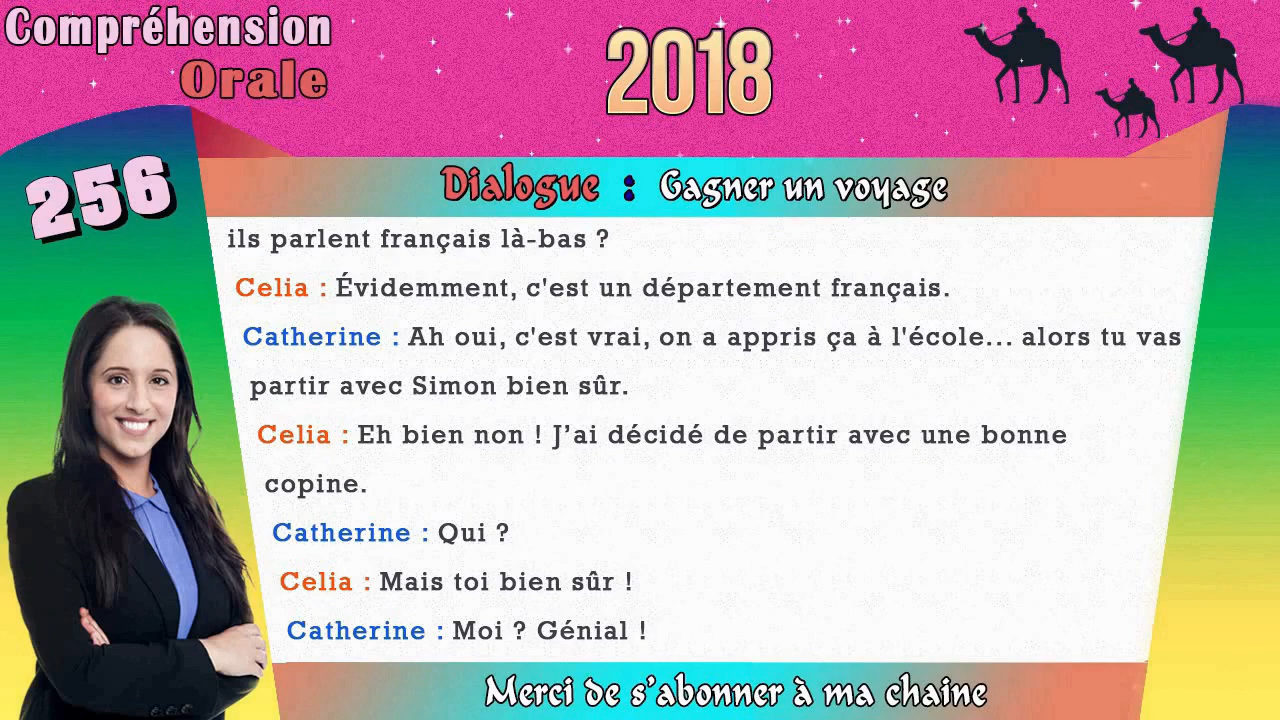 Compréhension
Orale
2018
256
Dialogue : Gagner un voyage
ils parlent français là-bas ?
Celia : Évidemment, c'est un département français.
Catherine : Ah oui, c'est vrai, on a appris ça à l'école... alors tu vas
partir avec Simon bien sûr.
Celia : Eh bien non ! J’ai décidé de partir avec une bonne
copine.
Catherine : Qui ?
Celia : Mais toi bien sûr !
Catherine : Moi ? Génial !
Merci de s’abonner à ma chaine